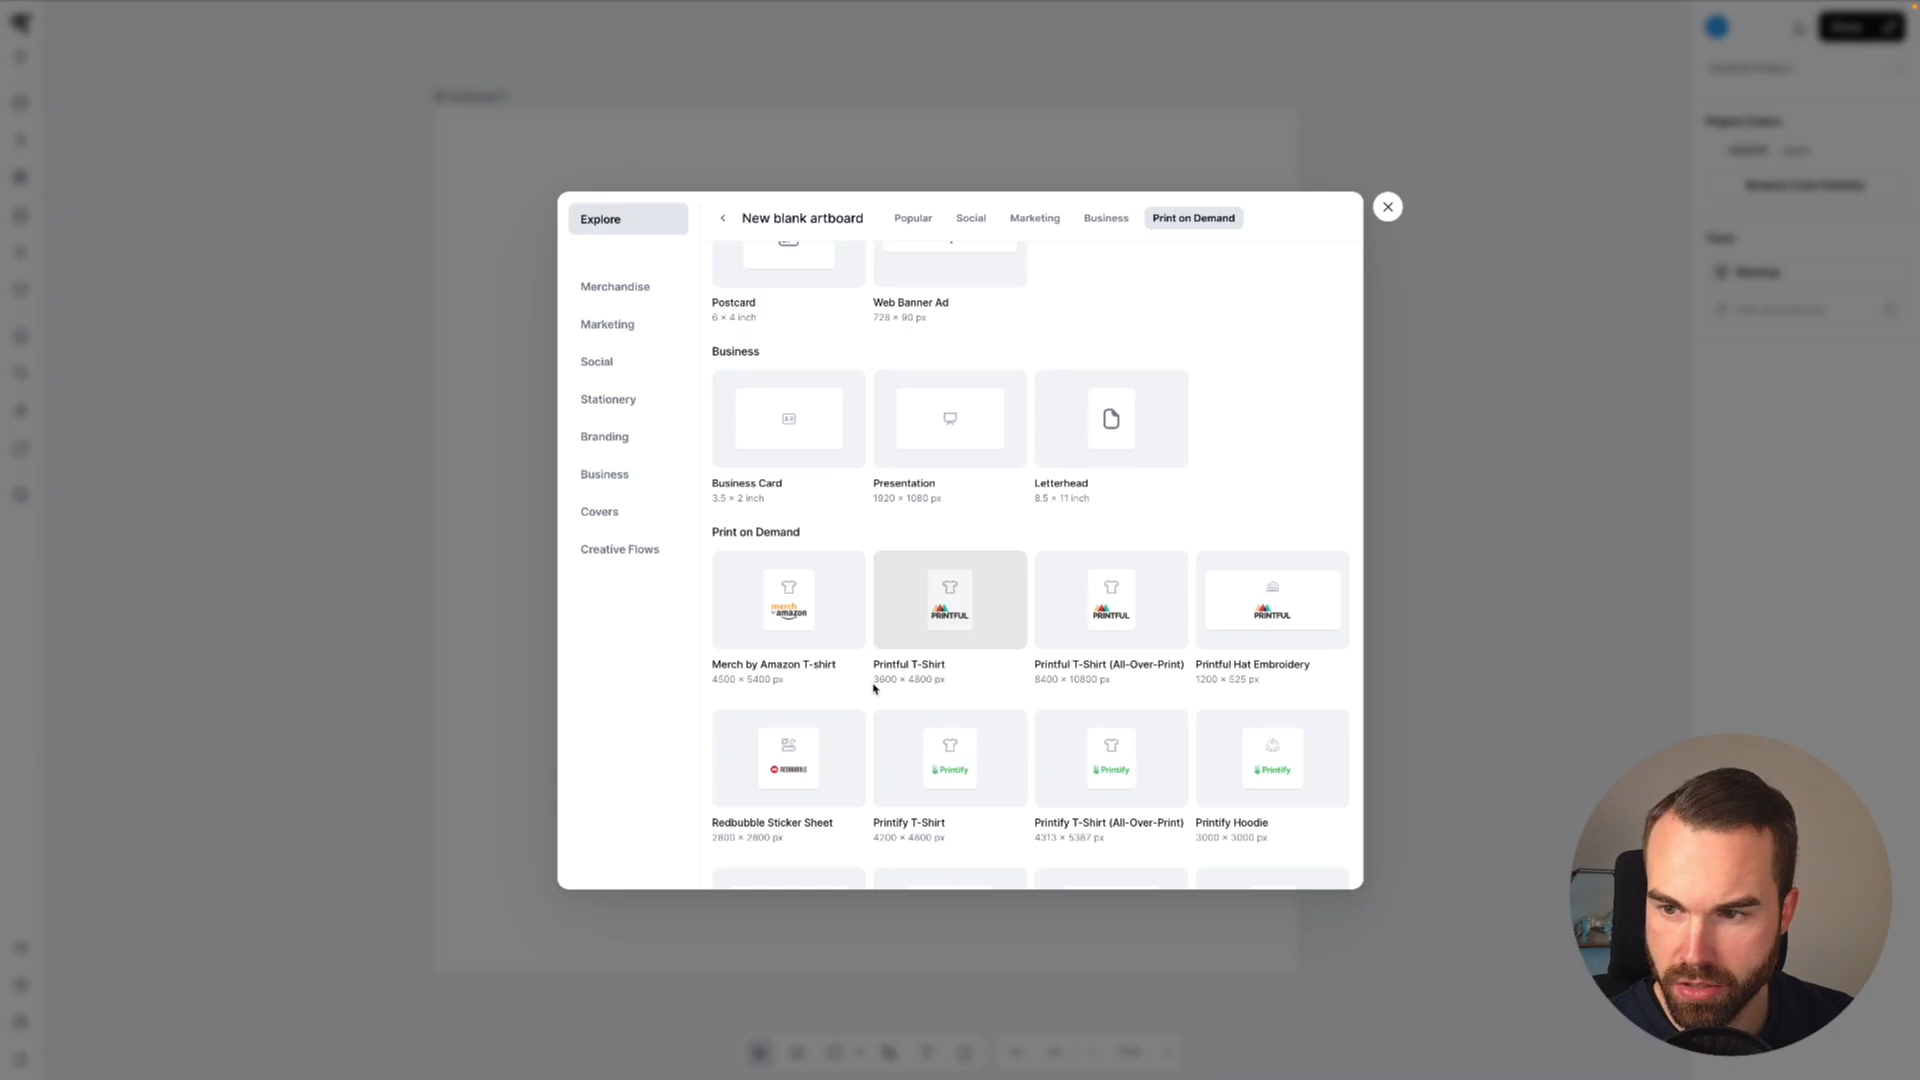 Explore
New blank artboard
Popular
Social
Marketing
Business
Print on Demand
Merchandise
Marketing
Social
Stationery
Branding
Business
Covers
Creative Flows
Postcard
6 × 4 inch
Web Banner Ad
728 × 90 px
Business
Business Card
3.5 × 2 inch
Presentation
1920 × 1080 px
Letterhead
8.5 × 11 inch
Print on Demand
merch
amazon
PRINTFUL
PRINTFUL
PRINTFUL
Merch by Amazon T-shirt
4500 × 5400 px
Printful T-Shirt
3600 × 4800 px
Printful T-Shirt (All-Over-Print)
8400 × 10800 px
Printful Hat Embroidery
1200 × 525 px
REDBUBBLE
Printify
Printify
Printify
Redbubble Sticker Sheet
2800 × 2800 px
Printify T-Shirt
4200 × 4800 px
Printify T-Shirt (All-Over-Print)
4313 × 5387 px
Printify Hoodie
3000 × 3000 px